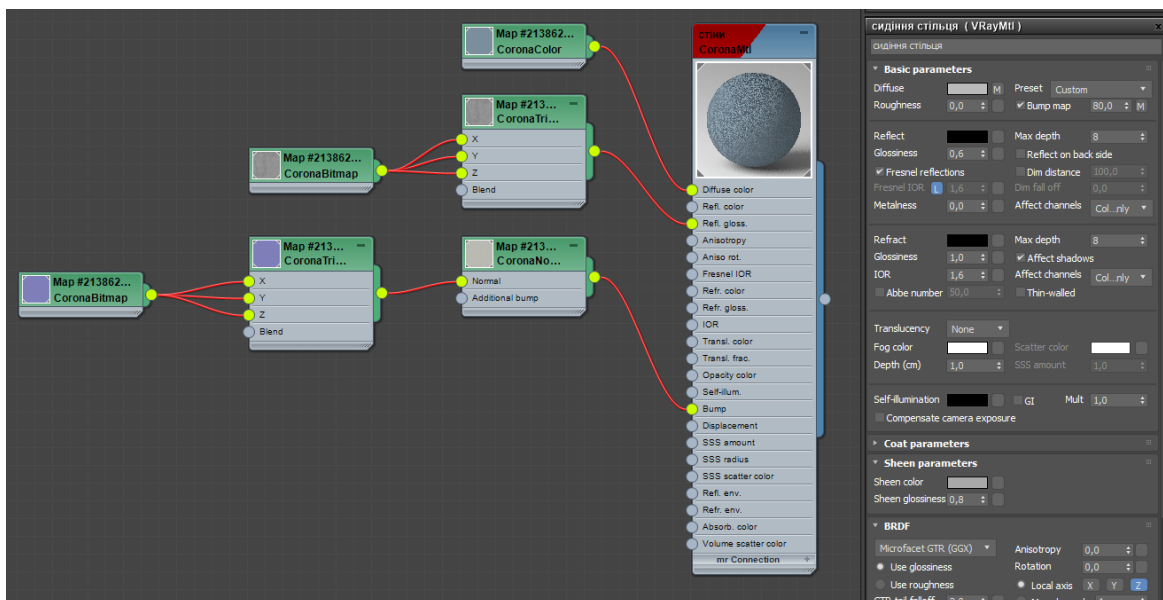 Map #213862...
CoronaColor
Map #213...
CoronaTri...
X
Y
Z
Blend
Map #213862...
CoronaBitmap
Map #213...
CoronaTri...
X
Y
Z
Blend
Map #213...
CoronaNo...
Normal
Additional bump
Map #213862...
CoronaBitmap
стіни
CoronaMtl
Diffuse color
Refl. color
Refl. gloss.
Anisotropy
Aniso rot.
Fresnel IOR
Refr. color
Refr. gloss.
IOR
Transl. color
Transl. frac.
Opacity color
Self-illum.
Bump
Displacement
SSS amount
SSS radius
SSS scatter color
Refl. env.
Refr. env.
Absorb. color
Volume scatter color
mr Connection +
сидіння стільця ( VRayMtl ) x
сидіння стільця
Basic parameters
Diffuse M Preset Custom
Roughness 0,0 Bump map 80,0 M
Reflect Max depth 8
Glossiness 0,6 Reflect on back side
Fresnel reflections Dim distance 100,0
Fresnel IOR L 1,6 Dim fall off 0,0
Metalness 0,0 Affect channels Col...nly
Refract Max depth 8
Glossiness 1,0 Affect shadows
IOR 1,6 Affect channels Col...nly
Abbe number 50,0 Thin-walled
Translucency None
Fog color Scatter color
Depth (cm) 1,0 SSS amount 1,0
Self-illumination GI Mult 1,0
Compensate camera exposure
Coat parameters
Sheen parameters
Sheen color
Sheen glossiness 0,8
BRDF
Microfacet GTR (GGX) Anisotropy 0,0
Use glossiness Rotation 0,0
Use roughness Local axis X Y Z